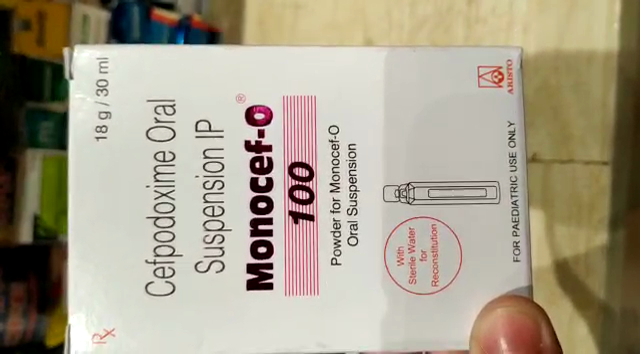 Rx
18 g / 30 ml
Cefpodoxime Oral
Suspension IP
Monocef-O®
100
Powder for Monocef-O
Oral Suspension
With
Sterile Water
for
Reconstitution
FOR PAEDIATRIC USE ONLY
ARISTO